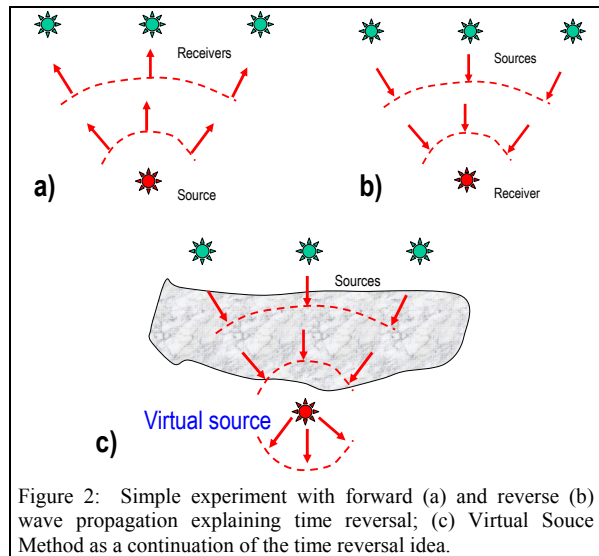 Receivers
Sources
a)
Source
b)
Receiver
Sources
Virtual source
c)
Figure 2: Simple experiment with forward (a) and reverse (b)
wave propagation explaining time reversal; (c) Virtual Souce
Method as a continuation of the time reversal idea.